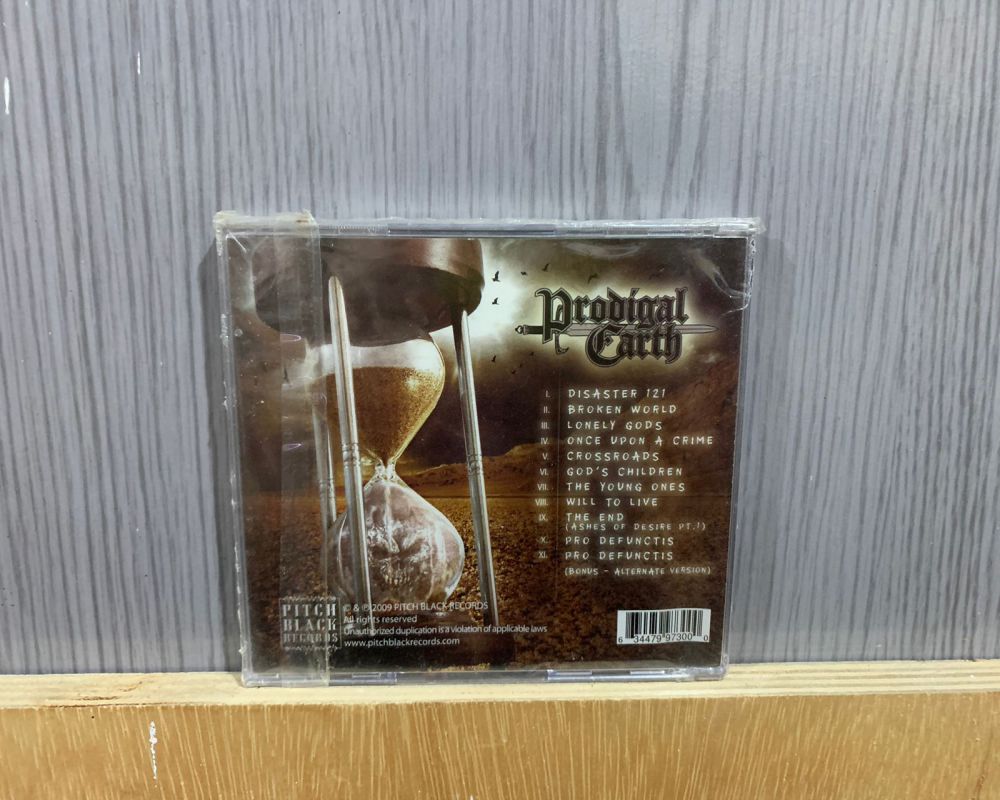 Prodigal
Earth
I. DISASTER 121
II. BROKEN WORLD
III. LONELY GODS
IV. ONCE UPON A CRIME
V. CROSSROADS
VI. GOD'S CHILDREN
VII. THE YOUNG ONES
VIII. WILL TO LIVE
IX. THE END
(ASHES OF DESIRE PT.1)
X. PRO DEFUNCTIS
XI. PRO DEFUNCTIS
(BONUS - ALTERNATE VERSION)
PITCH
BLACK
RECORDS
© & ℗ 2009 PITCH BLACK RECORDS
All rights reserved
Unauthorized duplication is a violation of applicable laws
www.pitchblackrecords.com
6 34479 97300 0